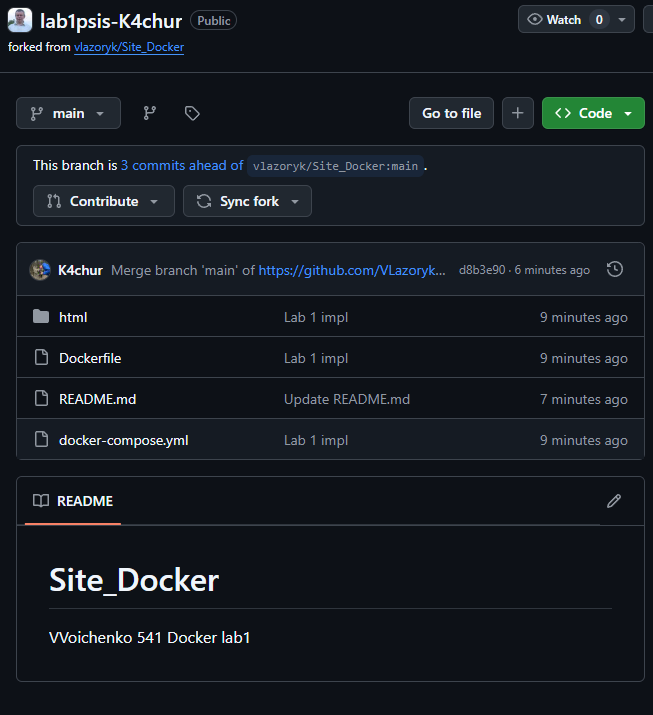 lab1psis-K4chur Public
Watch 0
forked from vlazoryk/Site_Docker
main
Go to file
Code
This branch is 3 commits ahead of vlazoryk/Site_Docker:main .
Contribute
Sync fork
K4chur Merge branch 'main' of https://github.com/VLazoryk... d8b3e90 · 6 minutes ago
html Lab 1 impl 9 minutes ago
Dockerfile Lab 1 impl 9 minutes ago
README.md Update README.md 7 minutes ago
docker-compose.yml Lab 1 impl 9 minutes ago
README
Site_Docker
VVoichenko 541 Docker lab1